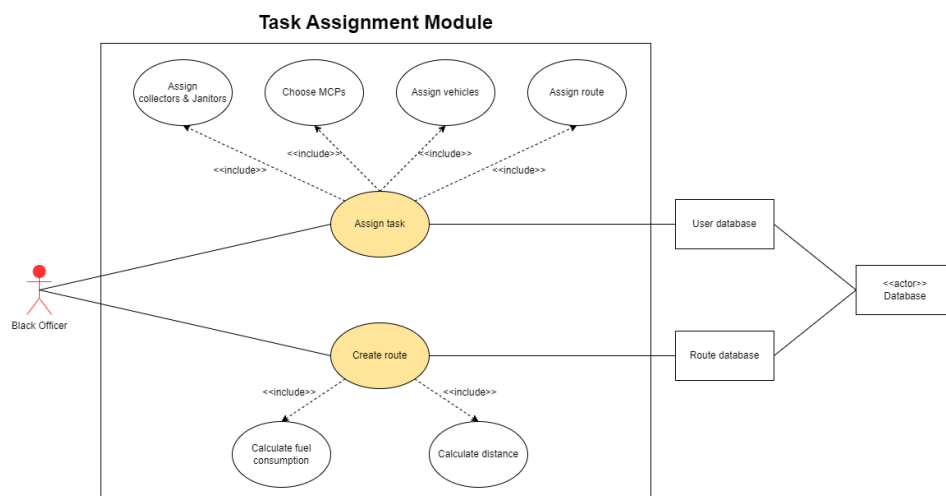 Task Assignment Module
Assign
collectors & Janitors
Choose MCPs
Assign vehicles
Assign route
<<include>>
<<include>>
<<include>>
<<include>>
Assign task
User database
<<actor>>
Database
Black Officer
Create route
Route database
<<include>>
<<include>>
Calculate fuel
consumption
Calculate distance